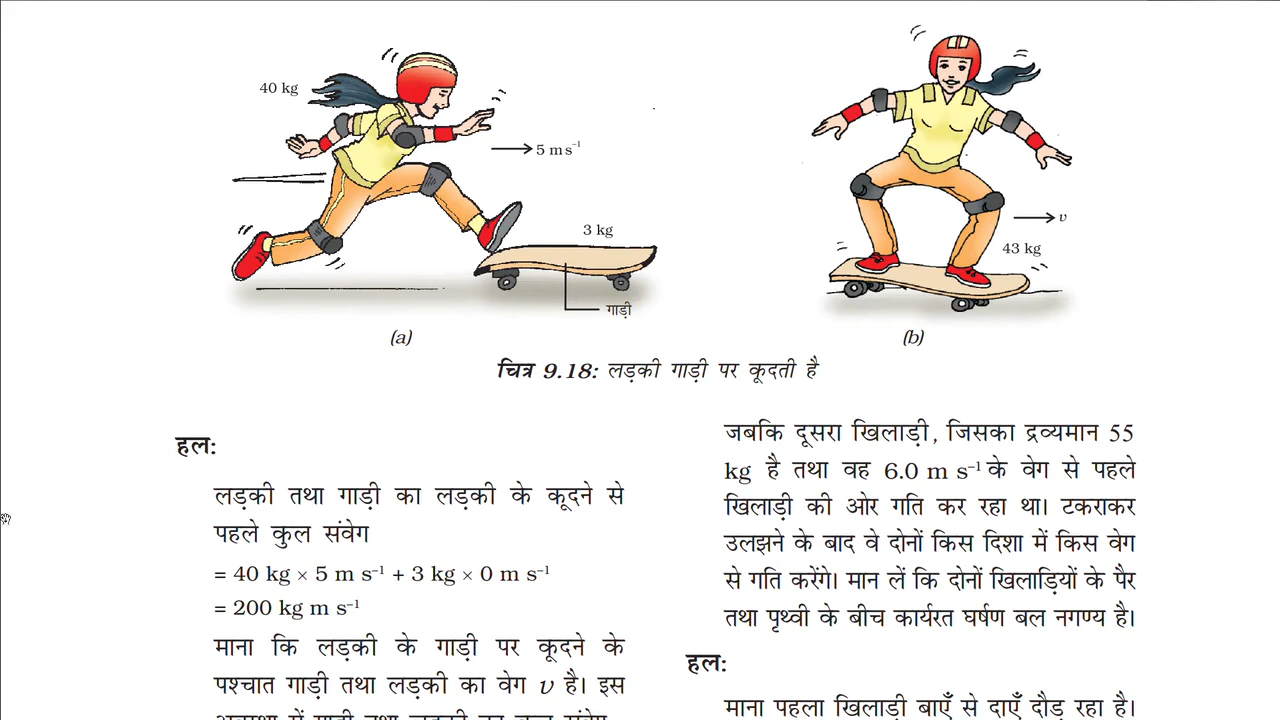 40 kg
5 m s⁻¹
3 kg
गाड़ी
v
43 kg
(a)
(b)
चित्र 9.18: लड़की गाड़ी पर कूदती है
हल:
लड़की तथा गाड़ी का लड़की के कूदने से
पहले कुल संवेग
= 40 kg × 5 m s⁻¹ + 3 kg × 0 m s⁻¹
= 200 kg m s⁻¹
माना कि लड़की के गाड़ी पर कूदने के
पश्चात गाड़ी तथा लड़की का वेग v है। इस
जबकि दूसरा खिलाड़ी, जिसका द्रव्यमान 55
kg है तथा वह 6.0 m s⁻¹ के वेग से पहले
खिलाड़ी की ओर गति कर रहा था। टकराकर
उलझने के बाद वे दोनों किस दिशा में किस वेग
से गति करेंगे। मान लें कि दोनों खिलाड़ियों के पैर
तथा पृथ्वी के बीच कार्यरत घर्षण बल नगण्य है।
हल:
माना पहला खिलाड़ी बाएँ से दाएँ दौड़ रहा है।